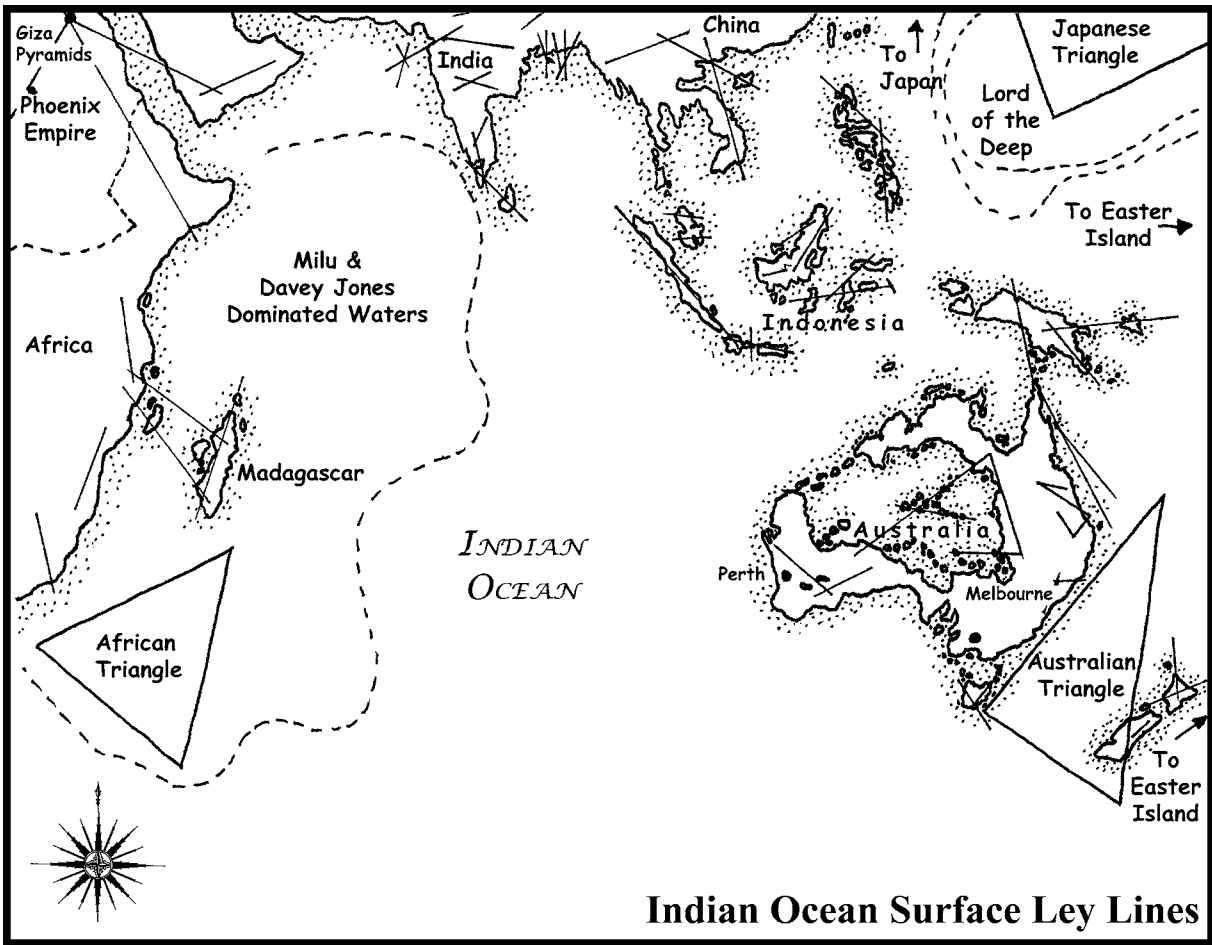 Giza
Pyramids
Phoenix
Empire
India
China
To
Japan
Japanese
Triangle
Lord
of the
Deep
To Easter
Island
Milu &
Davey Jones
Dominated Waters
Africa
Indonesia
Madagascar
Indian
Ocean
Australia
Perth
Melbourne
African
Triangle
Australian
Triangle
To
Easter
Island
Indian Ocean Surface Ley Lines